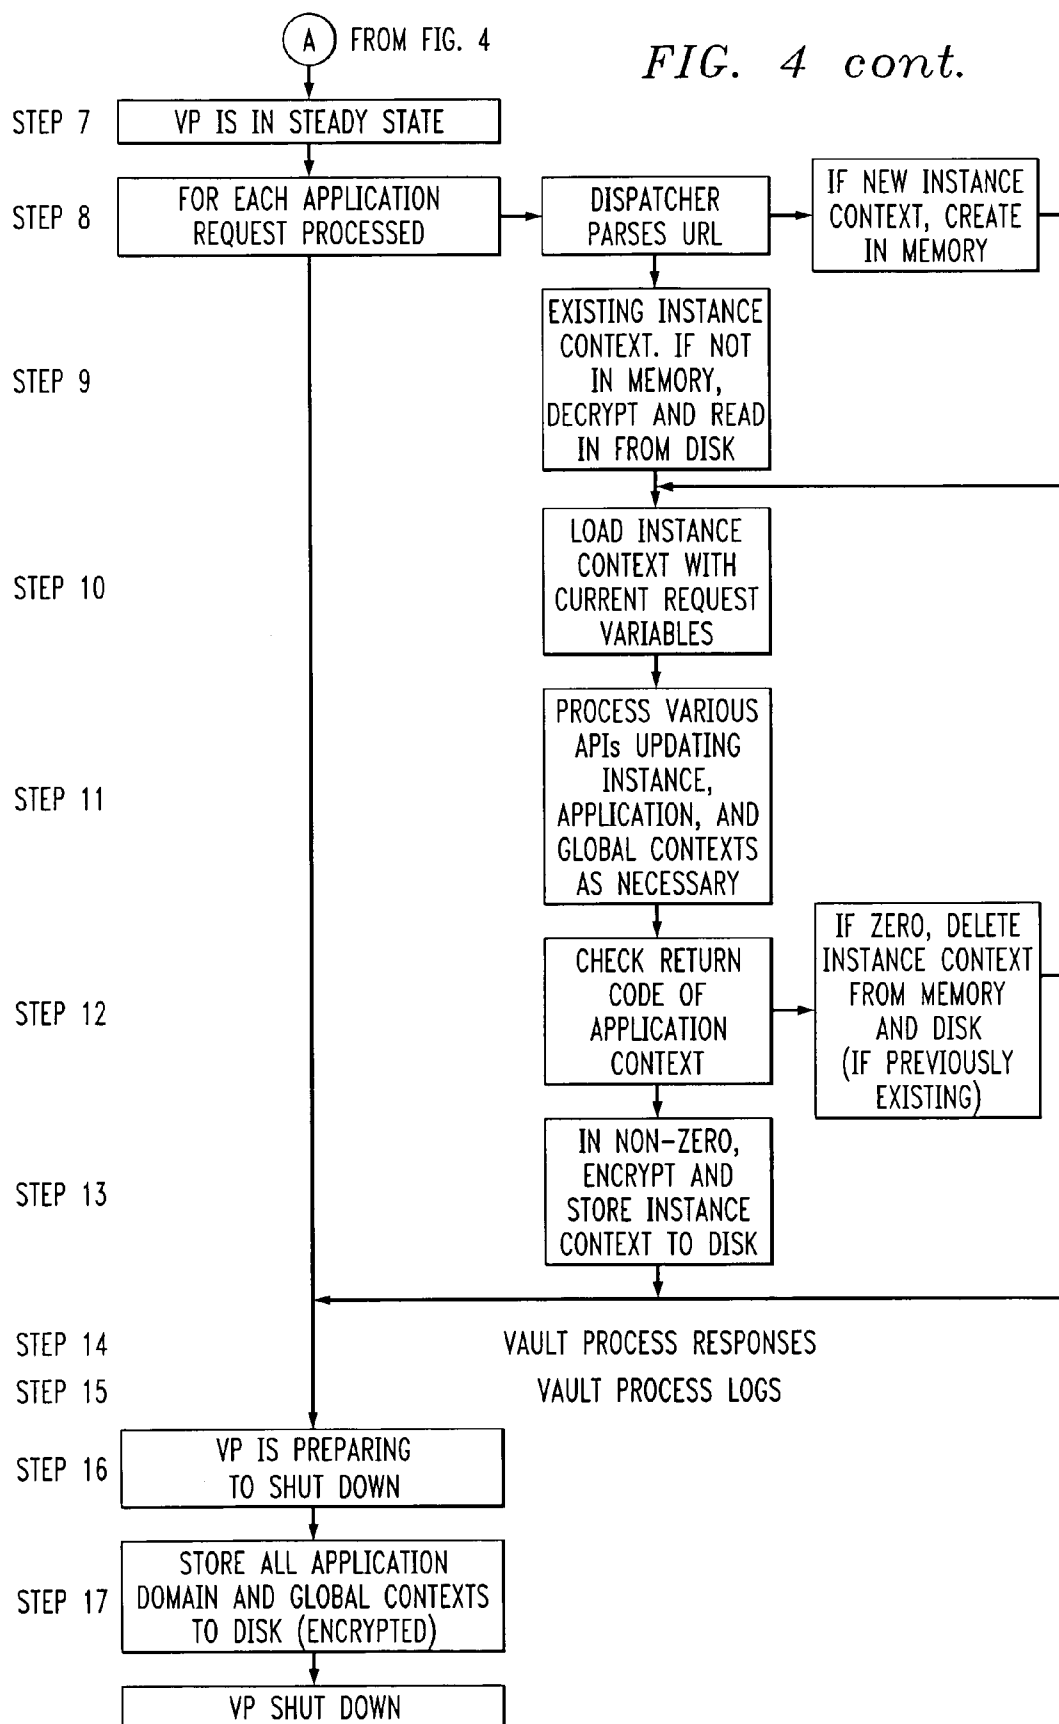 A FROM FIG. 4
FIG. 4 cont.
STEP 7
VP IS IN STEADY STATE
STEP 8
FOR EACH APPLICATION
REQUEST PROCESSED
DISPATCHER
PARSES URL
IF NEW INSTANCE
CONTEXT, CREATE
IN MEMORY
STEP 9
EXISTING INSTANCE
CONTEXT. IF NOT
IN MEMORY,
DECRYPT AND READ
IN FROM DISK
STEP 10
LOAD INSTANCE
CONTEXT WITH
CURRENT REQUEST
VARIABLES
STEP 11
PROCESS VARIOUS
APIs UPDATING
INSTANCE,
APPLICATION, AND
GLOBAL CONTEXTS
AS NECESSARY
STEP 12
CHECK RETURN
CODE OF
APPLICATION
CONTEXT
IF ZERO, DELETE
INSTANCE CONTEXT
FROM MEMORY
AND DISK
(IF PREVIOUSLY
EXISTING)
STEP 13
IN NON-ZERO,
ENCRYPT AND
STORE INSTANCE
CONTEXT TO DISK
STEP 14
VAULT PROCESS RESPONSES
STEP 15
VAULT PROCESS LOGS
STEP 16
VP IS PREPARING
TO SHUT DOWN
STEP 17
STORE ALL APPLICATION
DOMAIN AND GLOBAL CONTEXTS
TO DISK (ENCRYPTED)
VP SHUT DOWN